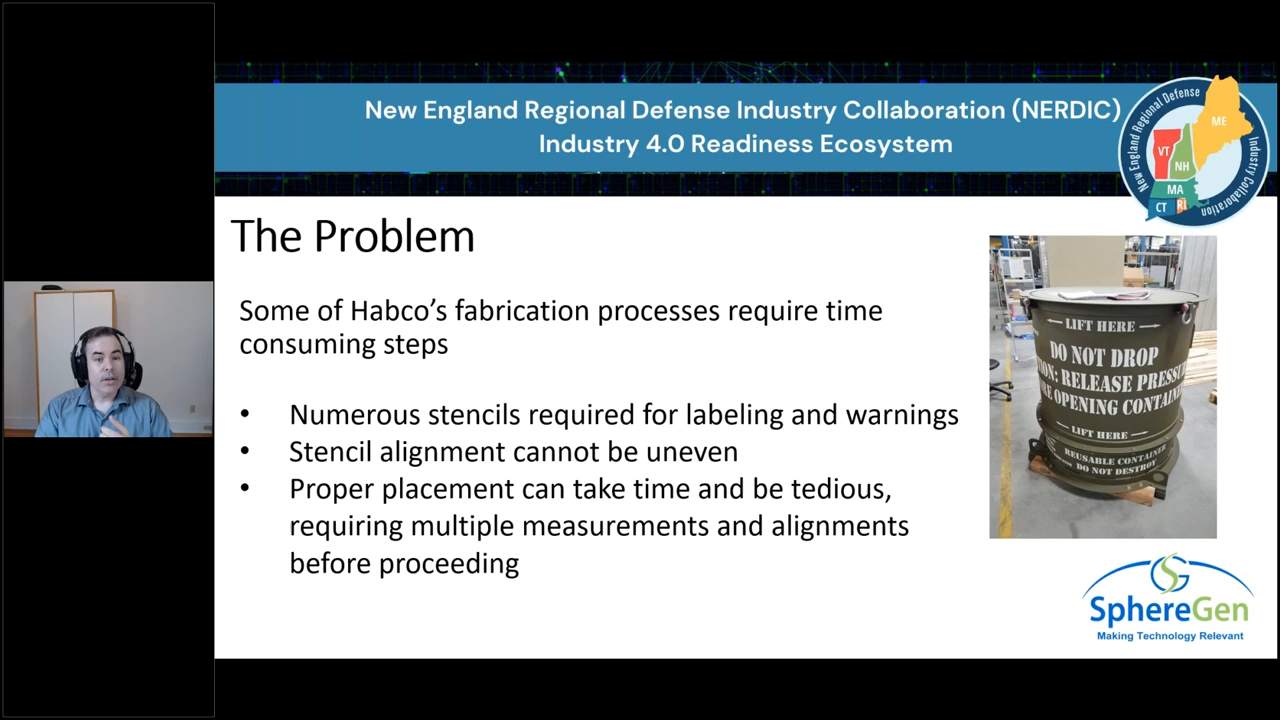 New England Regional Defense Industry Collaboration (NERDIC)
Industry 4.0 Readiness Ecosystem
New England Regional Defense
Industry Collaboration
ME
VT
NH
MA
CT
RI
The Problem
Some of Habco’s fabrication processes require time
consuming steps
• Numerous stencils required for labeling and warnings
• Stencil alignment cannot be uneven
• Proper placement can take time and be tedious,
requiring multiple measurements and alignments
before proceeding
LIFT HERE
DO NOT DROP
RELEASE
OPENING
LIFT HERE
REUSABLE CONTAINER
DO NOT DESTROY
SphereGen
Making Technology Relevant